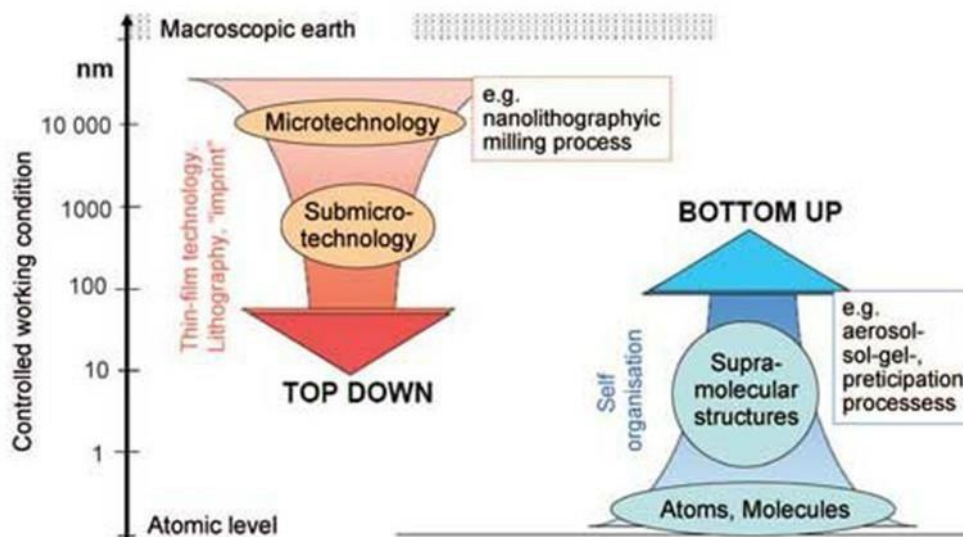 Macroscopic earth
nm
10 000
1000
100
10
1
Atomic level
Controlled working condition
Thin-film technology.
Lithography, "imprint"
Microtechnology
Submicro-
technology
TOP DOWN
e.g.
nanolithographyic
milling process
BOTTOM UP
Self
organisation
Supra-
molecular
structures
Atoms, Molecules
e.g.
aerosol-
sol-gel-,
preticipation
processess